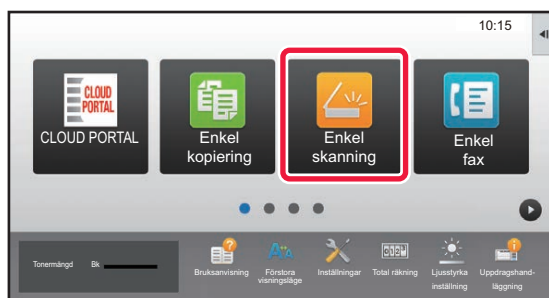 10:15
CLOUD
PORTAL
CLOUD PORTAL
Enkel
kopiering
Enkel
skanning
Enkel
fax
Tonermängd Bk
Bruksanvisning
Förstora
visningsläge
Inställningar
Total räkning
Ljusstyrka
inställning
Uppdragshand-
läggning